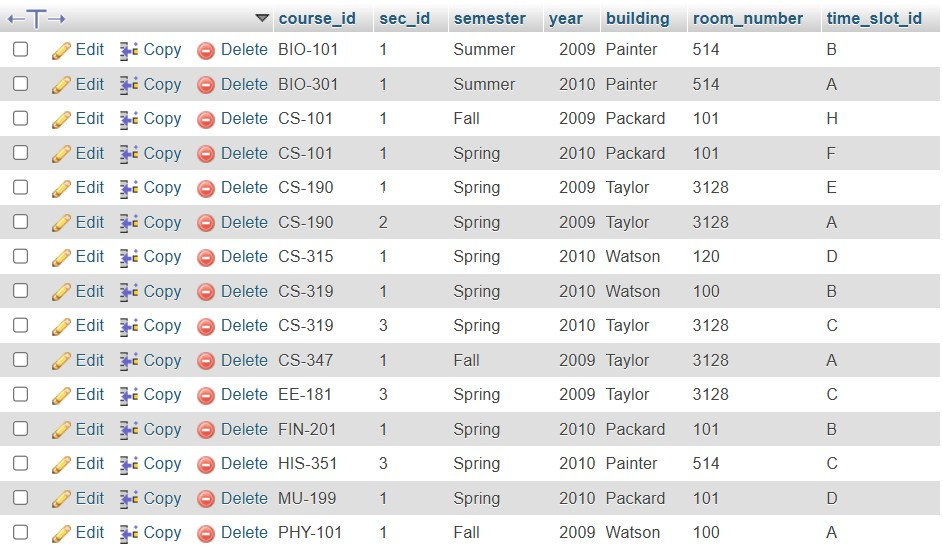 course_id sec_id semester year building room_number time_slot_id
Edit Copy Delete BIO-101 1 Summer 2009 Painter 514 B
Edit Copy Delete BIO-301 1 Summer 2010 Painter 514 A
Edit Copy Delete CS-101 1 Fall 2009 Packard 101 H
Edit Copy Delete CS-101 1 Spring 2010 Packard 101 F
Edit Copy Delete CS-190 1 Spring 2009 Taylor 3128 E
Edit Copy Delete CS-190 2 Spring 2009 Taylor 3128 A
Edit Copy Delete CS-315 1 Spring 2010 Watson 120 D
Edit Copy Delete CS-319 1 Spring 2010 Watson 100 B
Edit Copy Delete CS-319 3 Spring 2010 Taylor 3128 C
Edit Copy Delete CS-347 1 Fall 2009 Taylor 3128 A
Edit Copy Delete EE-181 3 Spring 2009 Taylor 3128 C
Edit Copy Delete FIN-201 1 Spring 2010 Packard 101 B
Edit Copy Delete HIS-351 3 Spring 2010 Painter 514 C
Edit Copy Delete MU-199 1 Spring 2010 Packard 101 D
Edit Copy Delete PHY-101 1 Fall 2009 Watson 100 A